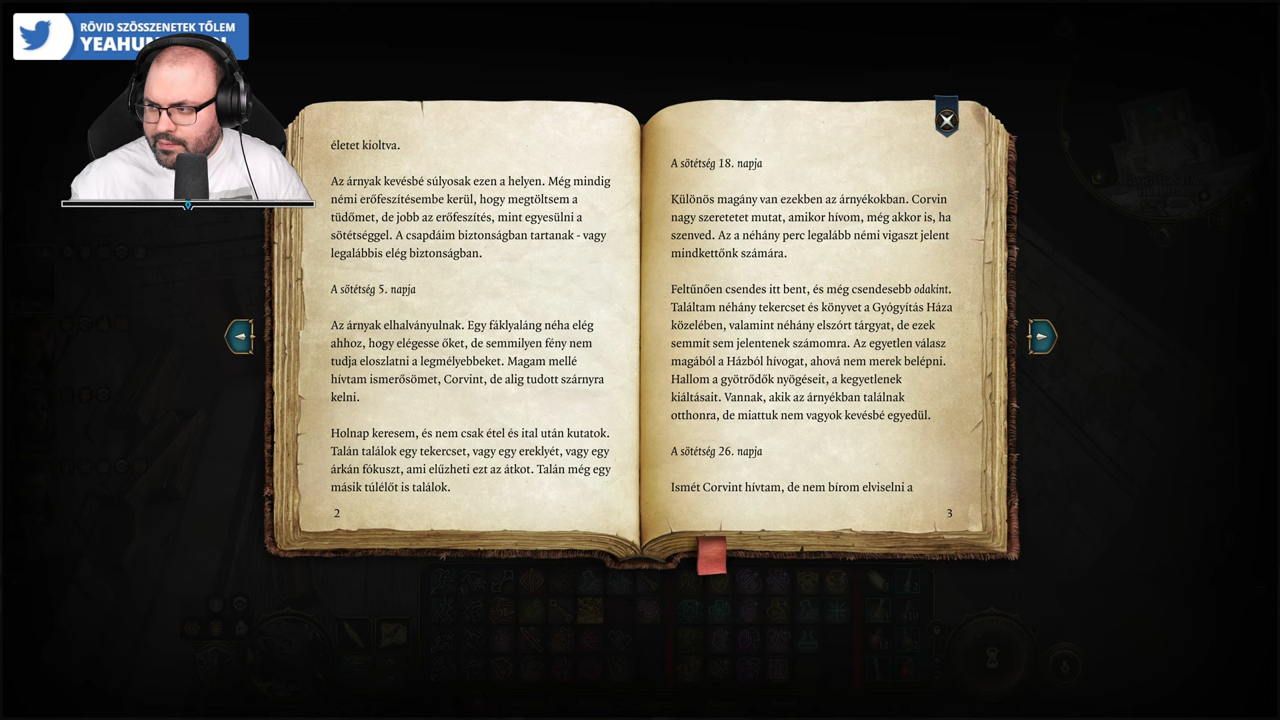 RÖVID SZÖSSZENETEK TŐLEM
életet kioltva.
Az árnyak kevésbé súlyosak ezen a helyen. Még mindig
némi erőfeszítésembe kerül, hogy megtöltsem a
tüdőmet, de jobb az erőfeszítés, mint egyesülni a
sötétséggel. A csapdáim biztonságban tartanak - vagy
legalábbis elég biztonságban.
A sötétség 5. napja
Az árnyak elhalványulnak. Egy fáklyaláng néha elég
ahhoz, hogy elégesse őket, de semmilyen fény nem
tudja eloszlatni a legmélyebbeket. Magam mellé
hívtam ismerősömet, Corvint, de alig tudott szárnyra
kelni.
Holnap keresem, és nem csak étel és ital után kutatok.
Talán találok egy tekercset, vagy egy ereklyét, vagy egy
árkán fókuszt, ami elűzheti ezt az átkot. Talán még egy
másik túlélőt is találok.
2
A sötétség 18. napja
Különös magány van ezekben az árnyékokban. Corvin
nagy szeretetet mutat, amikor hívom, még akkor is, ha
szenved. Az a néhány perc legalább némi vigaszt jelent
mindkettőnk számára.
Feltűnően csendes itt bent, és még csendesebb odakint.
Találtam néhány tekercset és könyvet a Gyógyítás Háza
közelében, valamint néhány elszórt tárgyat, de ezek
semmit sem jelentenek számomra. Az egyetlen válasz
magából a Házból hívogat, ahová nem merek belépni.
Hallom a gyötrődők nyögéseit, a kegyetlenek
kiáltásait. Vannak, akik az árnyékban találnak
otthonra, de miattuk nem vagyok kevésbé egyedül.
A sötétség 26. napja
Ismét Corvint hívtam, de nem bírom elviselni a
3